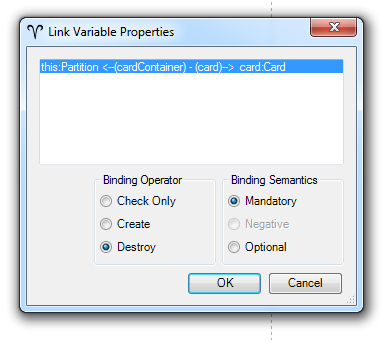 Link Variable Properties
this:Partition <--(cardContainer) - (card)--> card:Card
Binding Operator
Check Only
Create
Destroy
Binding Semantics
Mandatory
Negative
Optional
OK
Cancel